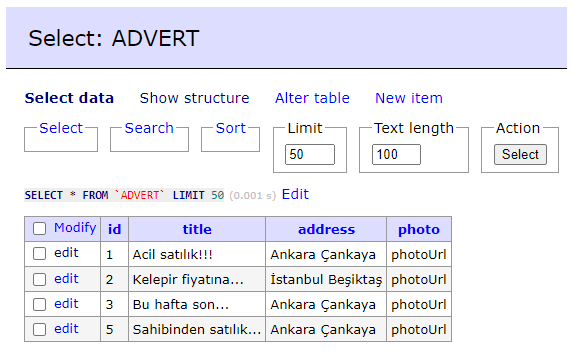 Select: ADVERT
Select data Show structure Alter table New item
Select Search Sort Limit Text length Action
50 100 Select
SELECT * FROM `ADVERT` LIMIT 50 (0.001 s) Edit
Modify id title address photo
edit 1 Acil satılık!!! Ankara Çankaya photoUrl
edit 2 Kelepir fiyatına... İstanbul Beşiktaş photoUrl
edit 3 Bu hafta son... Ankara Çankaya photoUrl
edit 5 Sahibinden satılık... Ankara Çankaya photoUrl